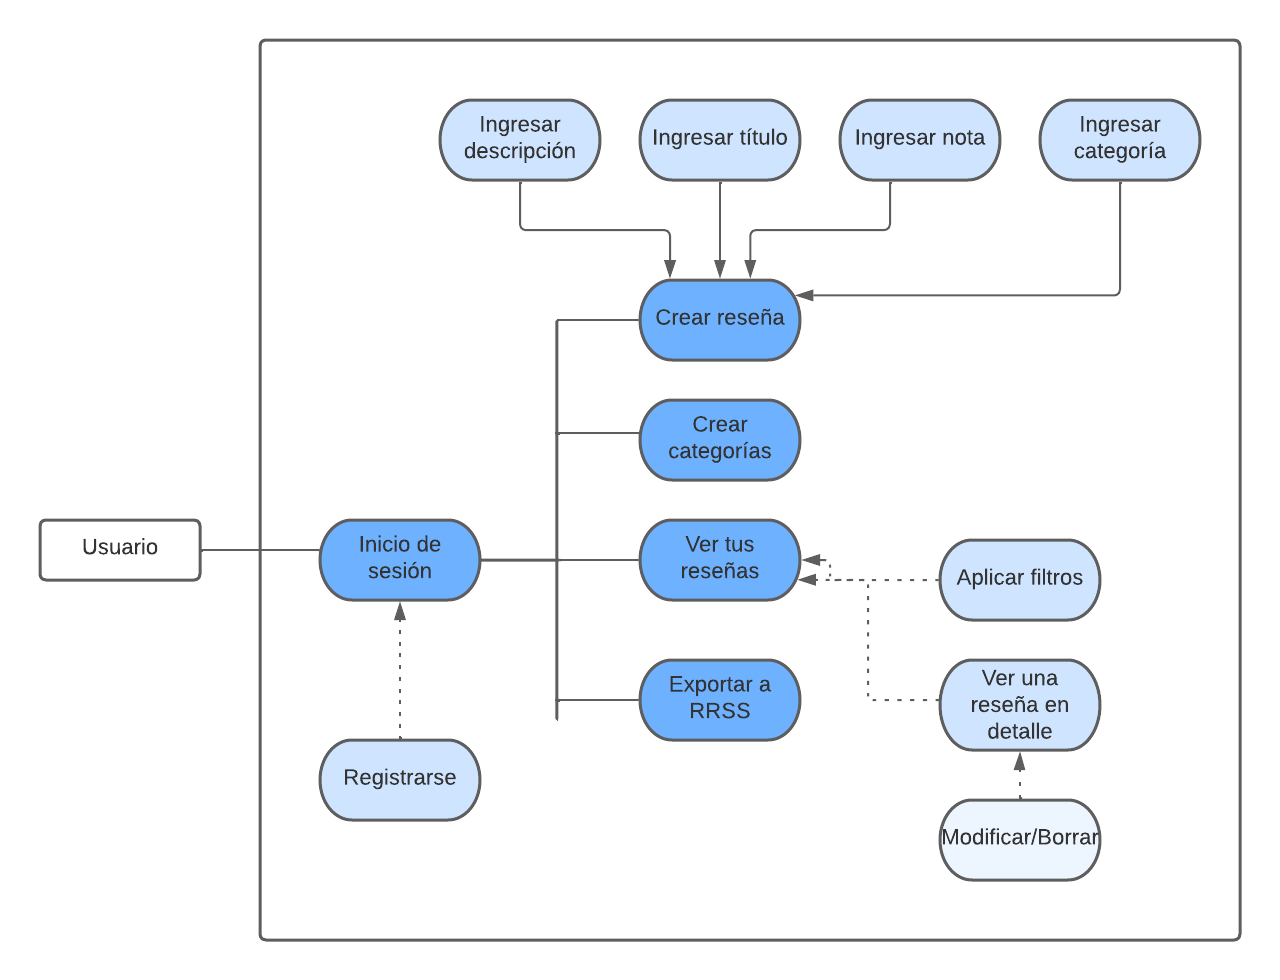 Ingresar
descripción
Ingresar título
Ingresar nota
Ingresar
categoría
Crear reseña
Crear
categorías
Usuario
Inicio de
sesión
Ver tus
reseñas
Aplicar filtros
Exportar a
RRSS
Ver una
reseña en
detalle
Registrarse
Modificar/Borrar